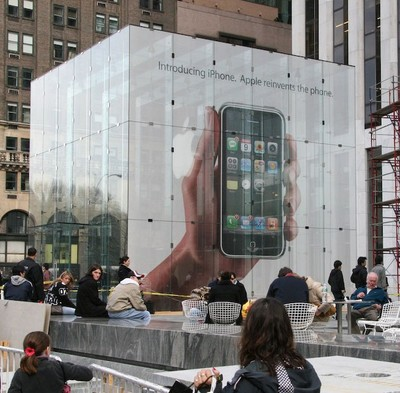 Introducing iPhone. Apple reinvents the phone.